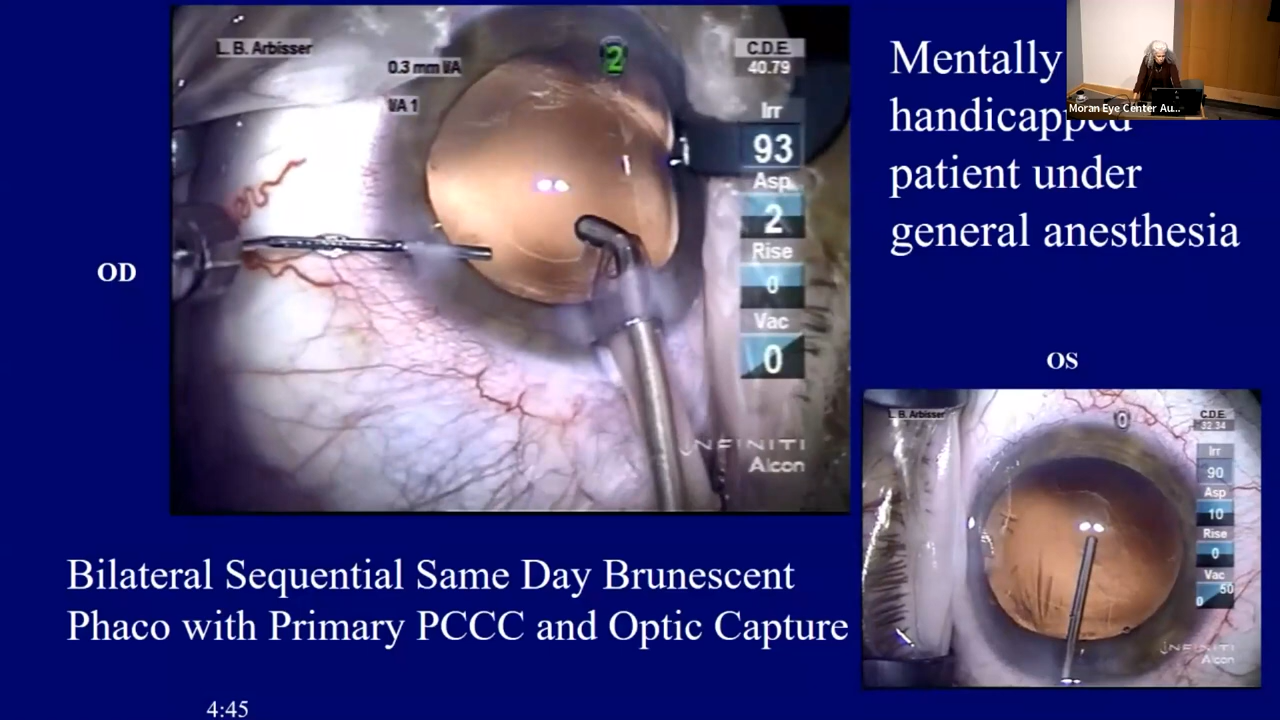 L. B. Arbisser
0.3 mm I/A
I/A 1
2
C.D.E.
40.79
Irr
93
Asp
2
Rise
0
Vac
0
INFINITI
Alcon
Mentally
handicapped
patient under
general anesthesia
Moran Eye Center Au...
OD
OS
L. B. Arbisser
0
C.D.E.
32.34
Irr
90
Asp
10
Rise
0
Vac
50
0
INFINITI
Alcon
Bilateral Sequential Same Day Brunescent
Phaco with Primary PCCC and Optic Capture
4:45